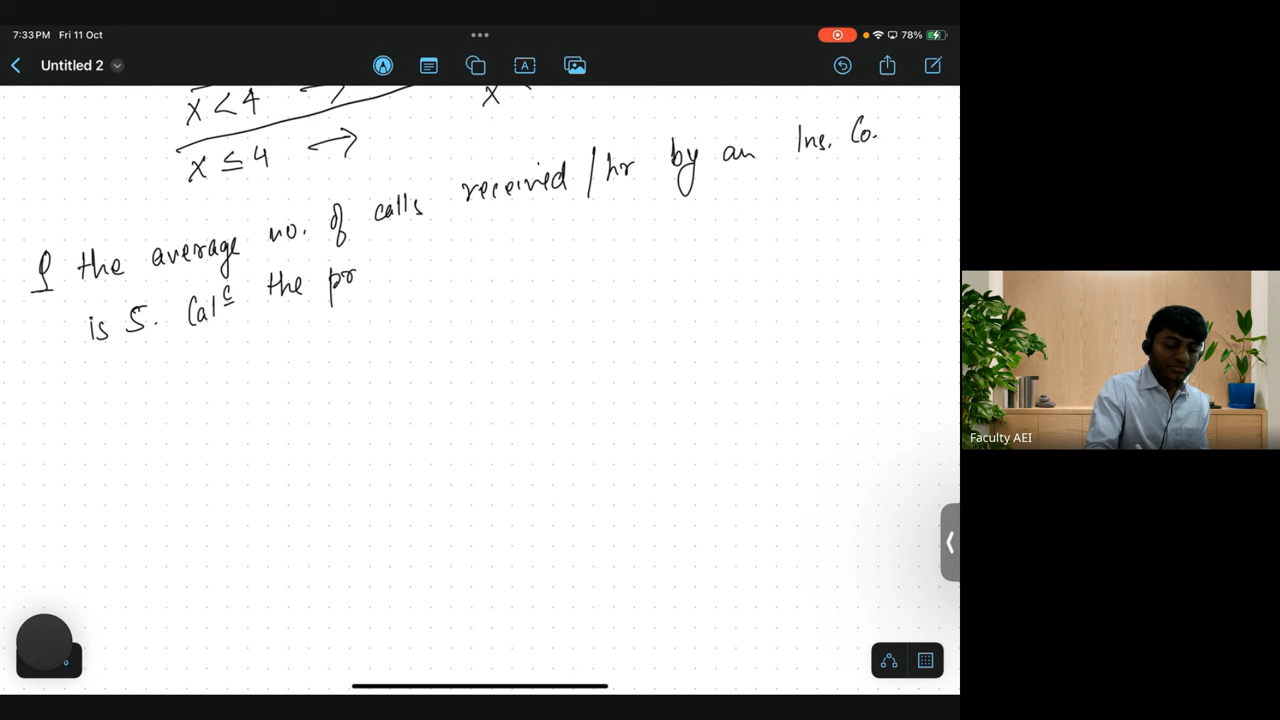 7:33 PM Fri 11 Oct
78%
Untitled 2
x < 4
x
x ≤ 4 →
the average no. of calls received / hr by an Ins. Co.
is 5. Calc the pr
Faculty AEI